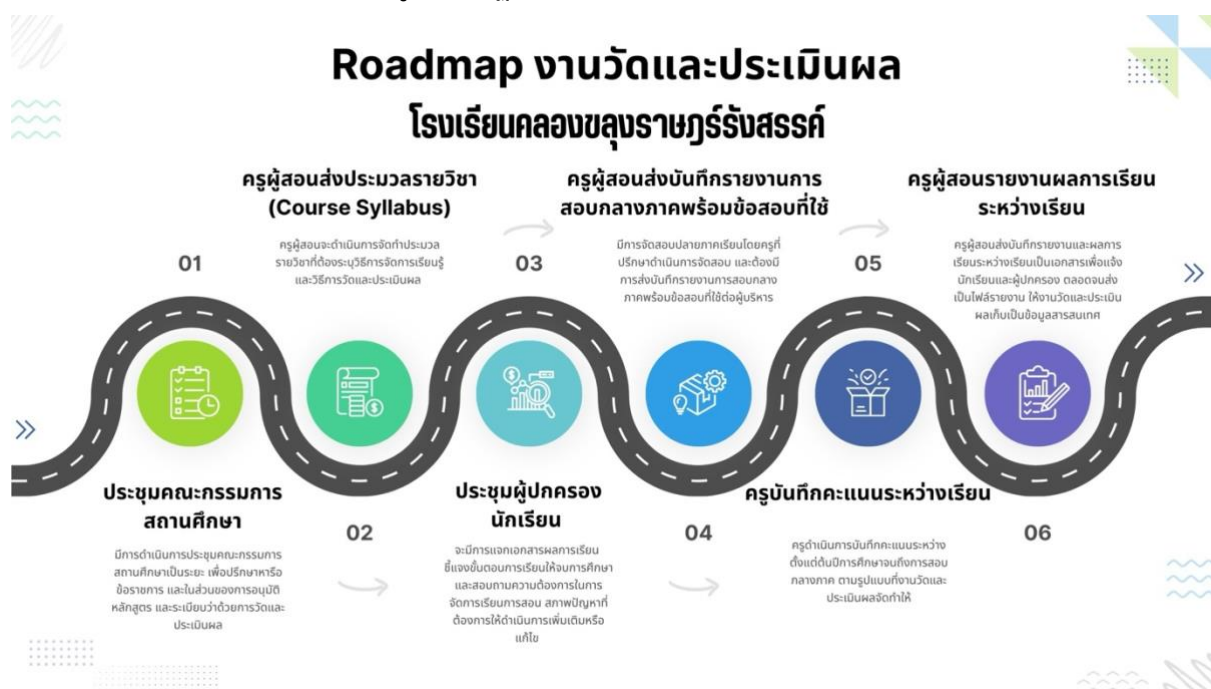 Roadmap งานวัดและประเมินผล
โรงเรียนคลองขลุงราษฎร์รังสรรค์
01
ประชุมคณะกรรมการ
สถานศึกษา
มีการดำเนินการประชุมคณะกรรมการ
สถานศึกษาเป็นระยะ เพื่อปรึกษาหารือ
ข้อราชการ และในส่วนของการอนุมัติ
หลักสูตร และระเบียบว่าด้วยการวัดและ
ประเมินผล
ครูผู้สอนส่งประมวลรายวิชา
(Course Syllabus)
ครูผู้สอนจะดำเนินการจัดทำประมวล
รายวิชาที่ต้องระบุวิธีการจัดการเรียนรู้
และวิธีการวัดและประเมินผล
02
03
ประชุมผู้ปกครอง
นักเรียน
จะมีการแจกเอกสารผลการเรียน
ชี้แจงขั้นตอนการเรียนให้จบการศึกษา
และสอบถามความต้องการในการ
จัดการเรียนการสอน สภาพปัญหาที่
ต้องการให้ดำเนินการเพิ่มเติมหรือ
แก้ไข
ครูผู้สอนส่งบันทึกรายงานการ
สอบกลางภาคพร้อมข้อสอบที่ใช้
มีการจัดสอบปลายภาคเรียนโดยครูที่
ปรึกษาดำเนินการจัดสอบ และต้องมี
การส่งบันทึกรายงานการสอบกลาง
ภาคพร้อมข้อสอบที่ใช้ต่อผู้บริหาร
04
05
ครูบันทึกคะแนนระหว่างเรียน
ครูดำเนินการบันทึกคะแนนระหว่าง
ตั้งแต่ต้นปีการศึกษาจนถึงการสอบ
กลางภาค ตามรูปแบบที่งานวัดและ
ประเมินผลจัดทำให้
ครูผู้สอนรายงานผลการเรียน
ระหว่างเรียน
ครูผู้สอนส่งบันทึกรายงานและผลการ
เรียนระหว่างเรียนเป็นเอกสารเพื่อแจ้ง
นักเรียนและผู้ปกครอง ตลอดจนส่ง
เป็นไฟล์รายงาน ให้งานวัดและประเมิน
ผลเก็บเป็นข้อมูลสารสนเทศ
06